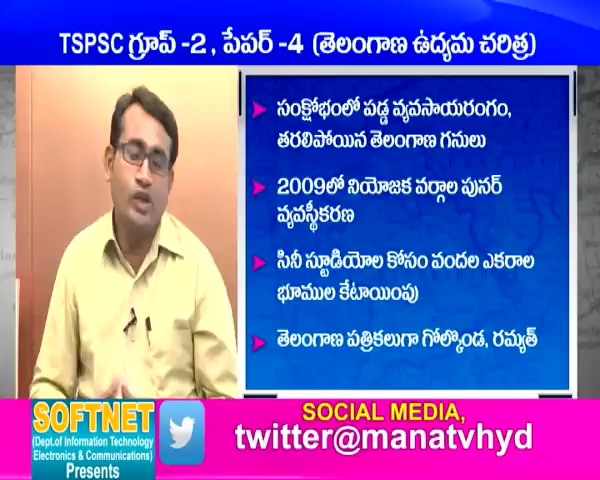 TSPSC గ్రూప్ -2, పేపర్ -4 (తెలంగాణ ఉద్యమ చరిత్ర)
సంక్షోభంలో పడ్డ వ్యవసాయరంగం,
తరలిపోయిన తెలంగాణ గనులు
2009లో నియోజక వర్గాల పునర్
వ్యవస్థీకరణ
సినీ స్టూడియోల కోసం వందల ఎకరాల
భూముల కేటాయింపు
తెలంగాణ పత్రికలుగా గోల్కొండ, రమ్యత్
SOFTNET
(Dept.of Information Technology
Electronics & Communications)
Presents
SOCIAL MEDIA,
twitter@manatvhyd